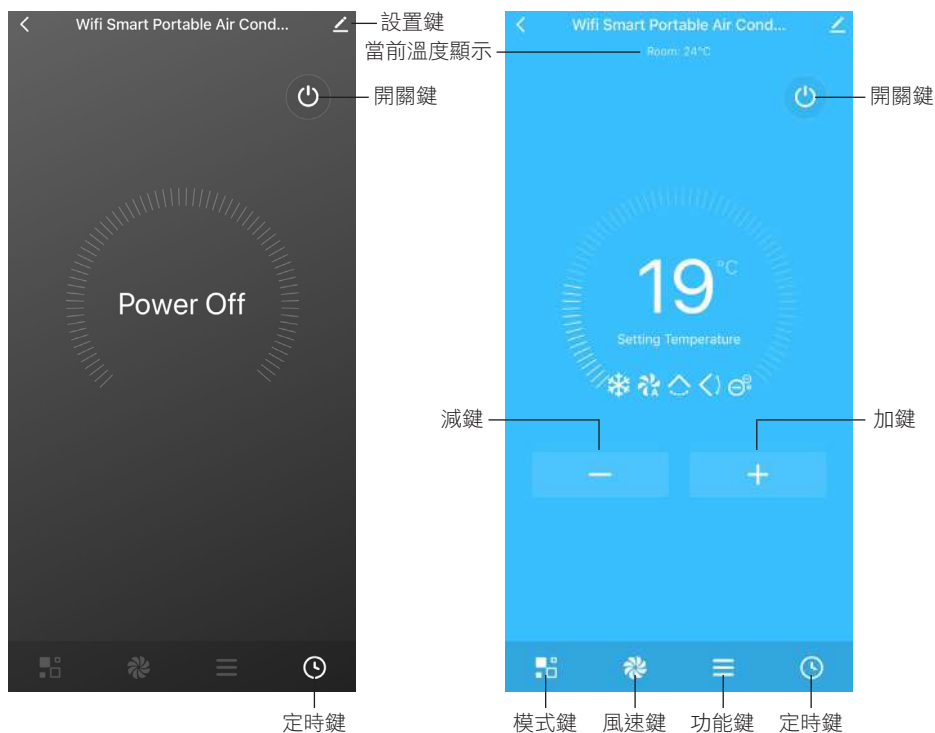 Wifi Smart Portable Air Cond...
設置鍵
Wifi Smart Portable Air Cond...
當前溫度顯示
Room: 24°C
開關鍵
開關鍵
Power Off
19°C
Setting Temperature
A
減鍵
加鍵
定時鍵
模式鍵
風速鍵
功能鍵
定時鍵